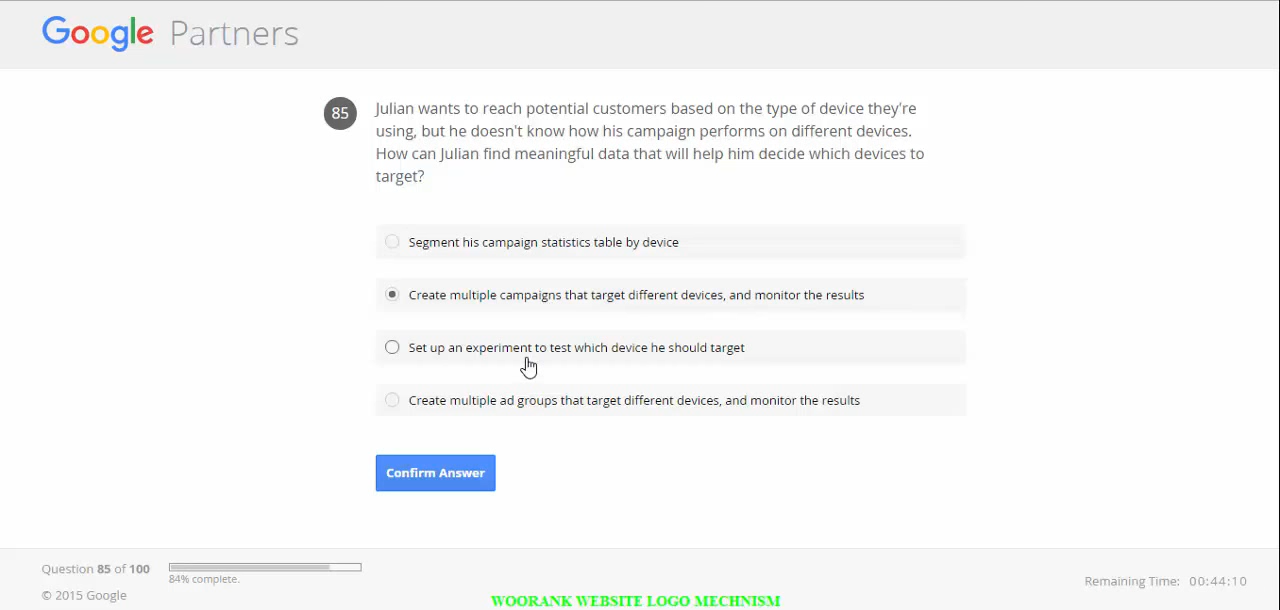 Google Partners
85
Julian wants to reach potential customers based on the type of device they're
using, but he doesn't know how his campaign performs on different devices.
How can Julian find meaningful data that will help him decide which devices to
target?
Segment his campaign statistics table by device
Create multiple campaigns that target different devices, and monitor the results
Set up an experiment to test which device he should target
Create multiple ad groups that target different devices, and monitor the results
Confirm Answer
Question 85 of 100
84% complete.
Remaining Time: 00:44:10
© 2015 Google
WOORANK WEBSITE LOGO MECHNISM